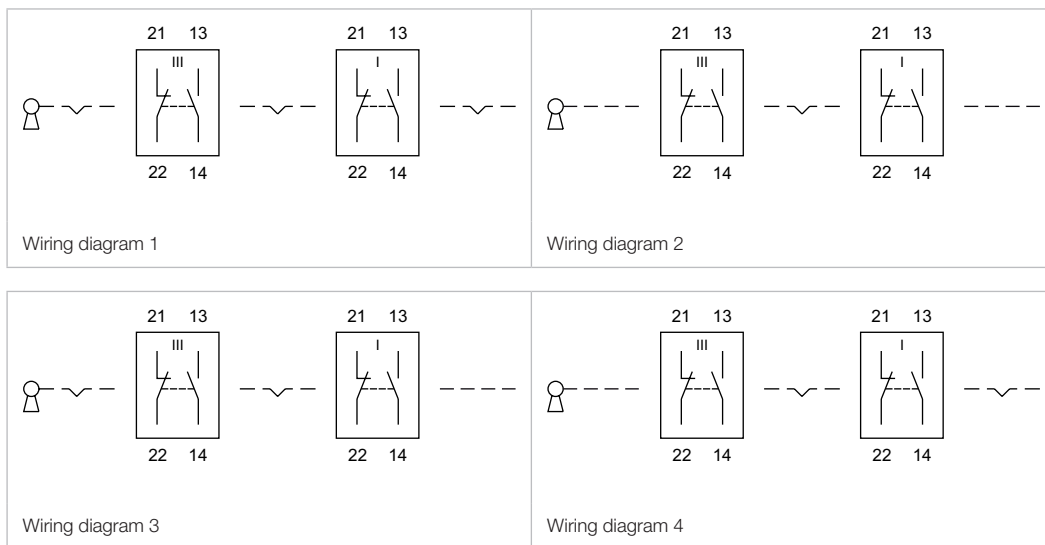 21 13 21 13 21 13 21 13
III I III I
22 14 22 14 22 14 22 14
Wiring diagram 1 Wiring diagram 2
21 13 21 13 21 13 21 13
III I III I
22 14 22 14 22 14 22 14
Wiring diagram 3 Wiring diagram 4